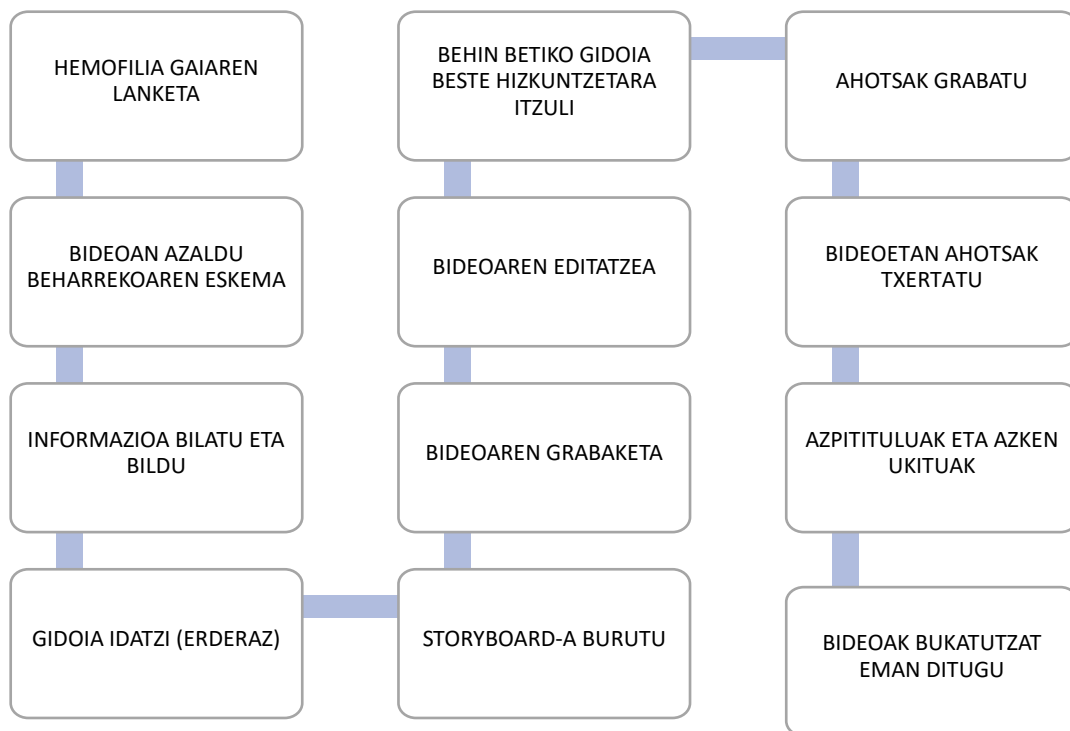 HEMOFILIA GAIAREN
LANKETA
BIDEOAN AZALDU
BEHARREKOAREN ESKEMA
INFORMAZIOA BILATU ETA
BILDU
GIDOIA IDATZI (ERDERAZ)
STORYBOARD-A BURUTU
BIDEOAREN GRABAKETA
BIDEOAREN EDITATZEA
BEHIN BETIKO GIDOIA
BESTE HIZKUNTZETARA
ITZULI
AHOTSAK GRABATU
BIDEOETAN AHOTSAK
TXERTATU
AZPITITULUAK ETA AZKEN
UKITUAK
BIDEOAK BUKATUTZAT
EMAN DITUGU